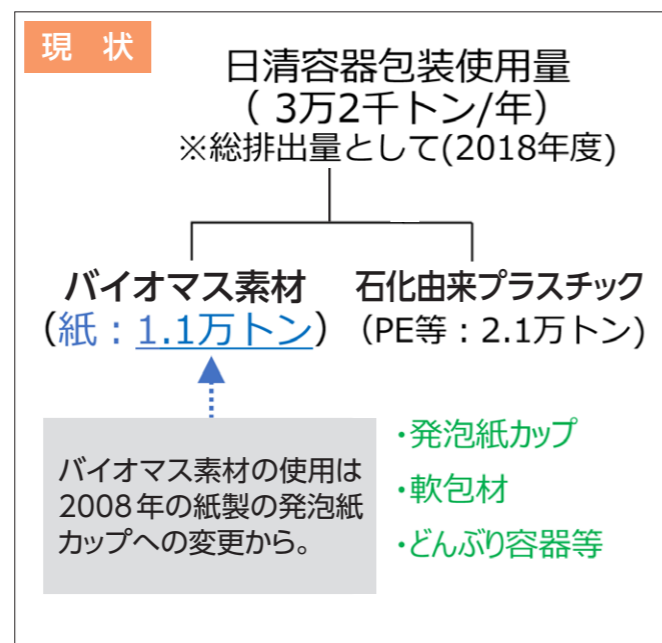 現 状
日清容器包装使用量
( 3万2千トン/年)
※総排出量として(2018年度)
バイオマス素材
(紙：1.1万トン)
石化由来プラスチック
(PE等：2.1万トン)
バイオマス素材の使用は
2008年の紙製の発泡紙
カップへの変更から。
・発泡紙カップ
・軟包材
・どんぶり容器等